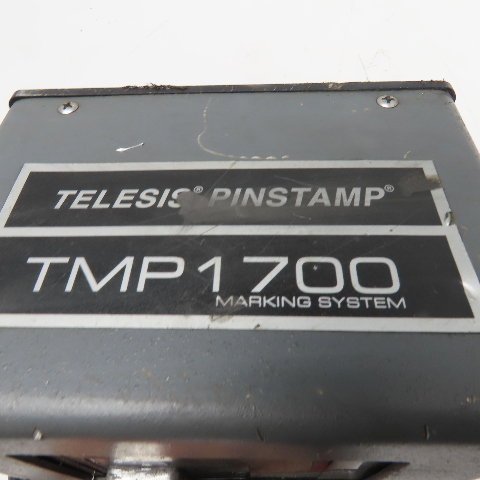 TELESIS® PINSTAMP®
TMP1700
MARKING SYSTEM